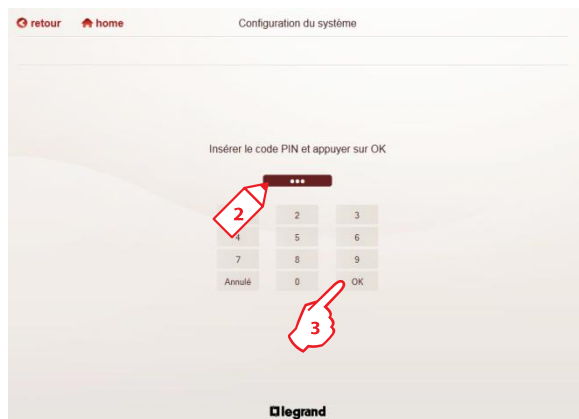 retour home Configuration du système
Insérer le code PIN et appuyer sur OK
•••
2 3
4 5 6
7 8 9
Annulé 0 OK
2
3
legrand